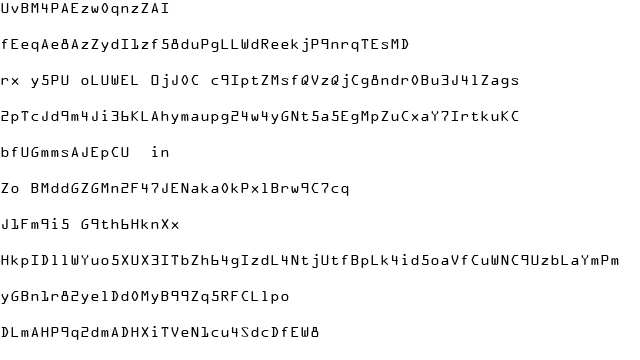 UvBM4PAEzw0qnzZAI
fEeqAe8AzZydI1zf58duPgLLWdReekjP9nrqTEsMD
rx y5PU oLUWEL OjJ0C c9IptZMsfQVzQjCg8ndr0Bu3J41Zags
2pTcJd9m4Ji36KLAhymaupg24w4yGNt5a5EgMpZuCxaY7IrtkuKC
bfUGmmsAJEpCU  in
Zo BMddGZGMn2F47JENaka0kPx1Brw9C7cq
J1Fm9i5 G9th6HknXx
HkpID11WYuo5XUX3ITbZh64gIzdL4NtjUtfBpLk4id5oaVfCuWNC9UzbLaYmPm
yGBn1r82ye1Dd0MyB99Zq5RFCL1po
DLmAHP9q2dmADHXiTVeN1cu4SdcDfEW8